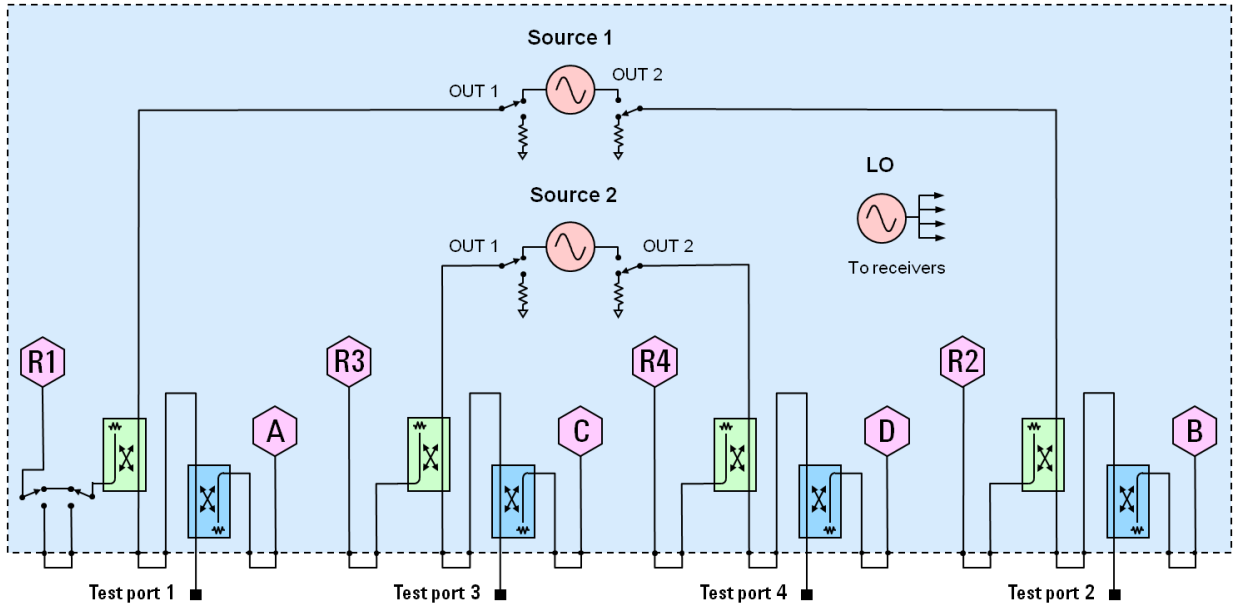 Source 1
OUT 1
OUT 2
LO
Source 2
OUT 1
OUT 2
To receivers
R1
R3
R4
R2
A
C
D
B
Test port 1
Test port 3
Test port 4
Test port 2